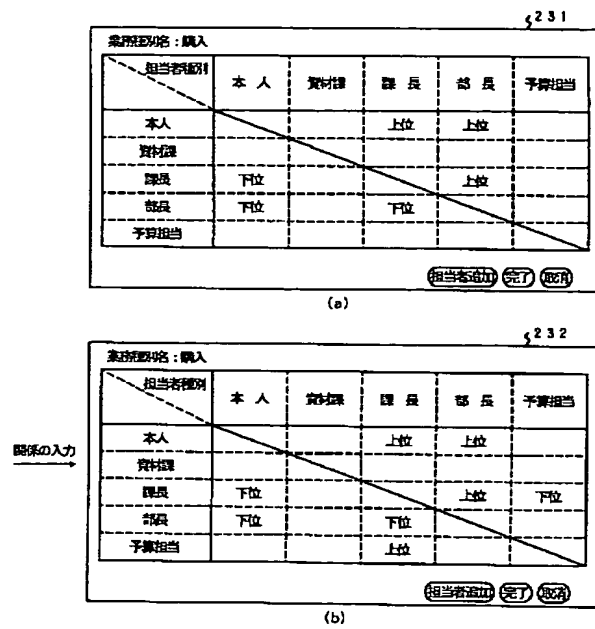 231
業務種別名：購入
担当者種別 本人 資材課 課長 部長 予算担当
本人 上位 上位
資材課
課長 下位 上位
部長 下位 下位
予算担当
担当者追加 完了 取消
(a)
232
業務種別名：購入
担当者種別 本人 資材課 課長 部長 予算担当
本人 上位 上位
資材課
関係の入力
課長 下位 上位 下位
部長 下位 下位
予算担当 上位
担当者追加 完了 取消
(b)